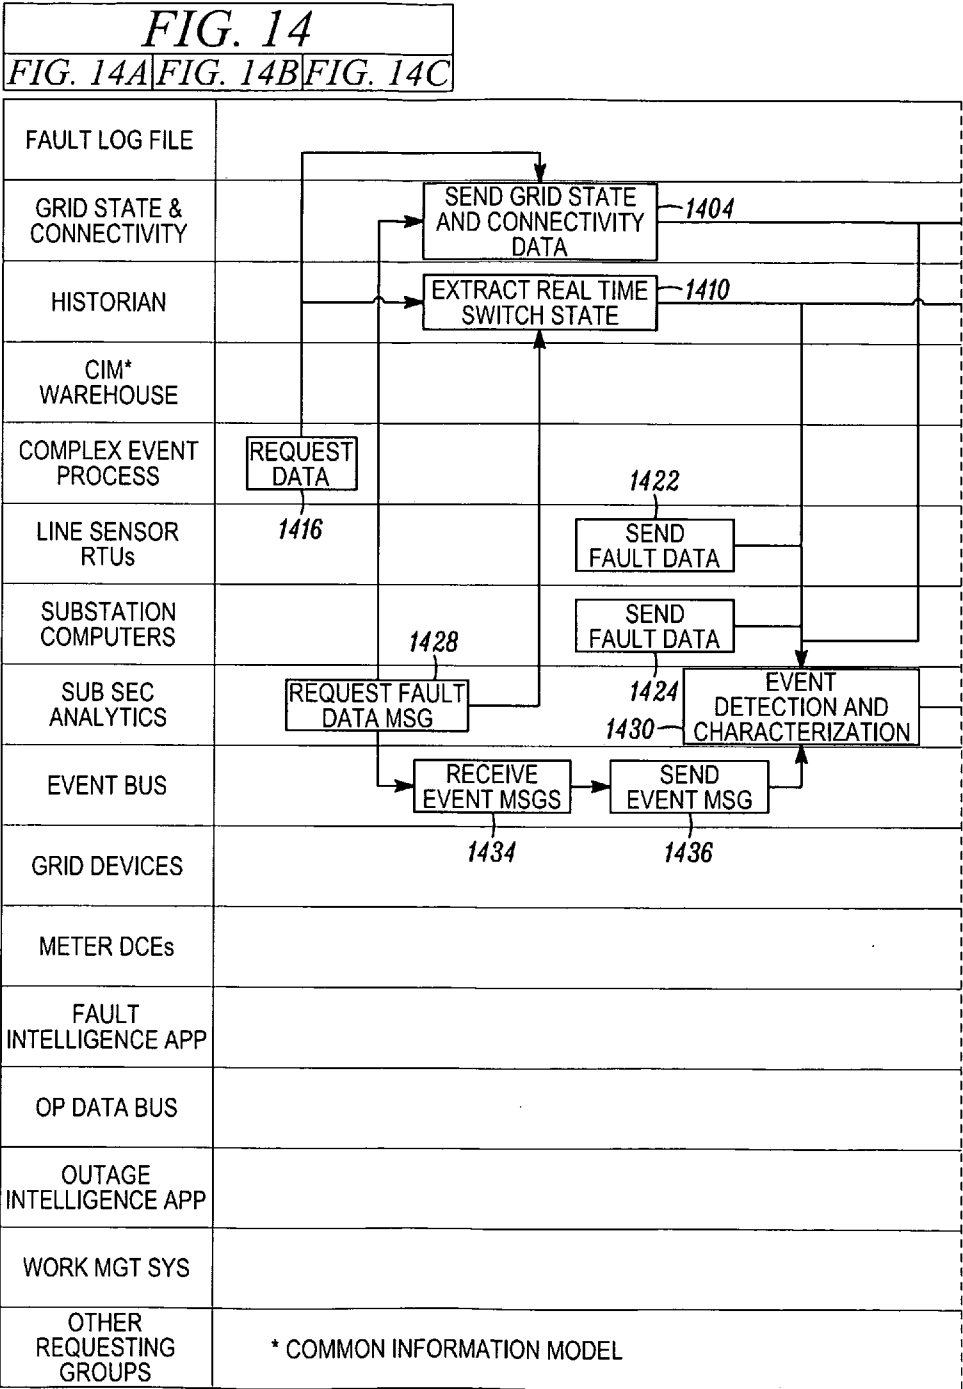 FIG. 14
FIG. 14A FIG. 14B FIG. 14C
FAULT LOG FILE
GRID STATE &
CONNECTIVITY
SEND GRID STATE
AND CONNECTIVITY
DATA
1404
HISTORIAN
EXTRACT REAL TIME
SWITCH STATE
1410
CIM*
WAREHOUSE
COMPLEX EVENT
PROCESS
REQUEST
DATA
1416
1422
LINE SENSOR
RTUs
SEND
FAULT DATA
SUBSTATION
COMPUTERS
SEND
FAULT DATA
1424
1428
SUB SEC
ANALYTICS
REQUEST FAULT
DATA MSG
1430
EVENT
DETECTION AND
CHARACTERIZATION
EVENT BUS
RECEIVE
EVENT MSGS
1434
SEND
EVENT MSG
1436
GRID DEVICES
METER DCEs
FAULT
INTELLIGENCE APP
OP DATA BUS
OUTAGE
INTELLIGENCE APP
WORK MGT SYS
OTHER
REQUESTING
GROUPS
* COMMON INFORMATION MODEL